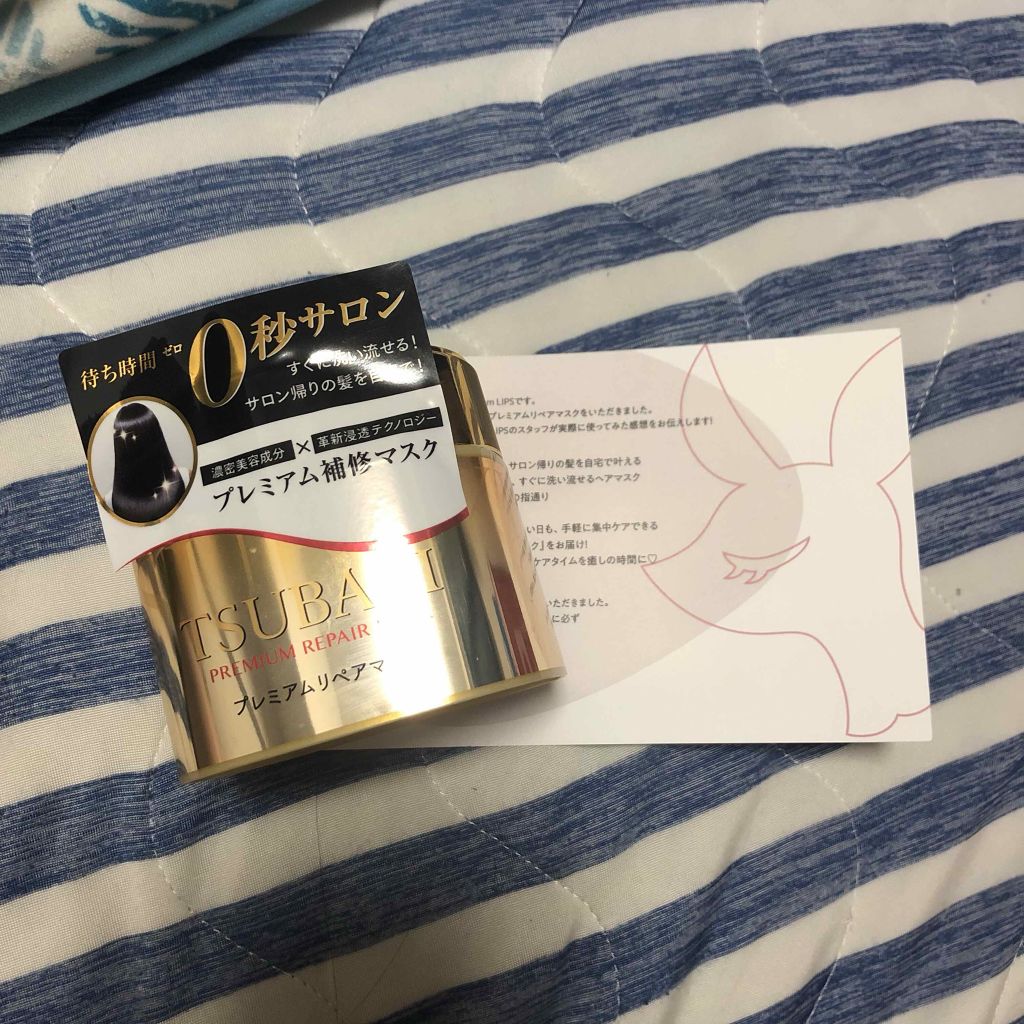 待ち時間 ゼロ
0秒サロン
すぐに洗い流せる!
サロン帰りの髪を自宅で!
濃密美容成分×革新浸透テクノロジー
プレミアム補修マスク
TSUBAKI
PREMIUM REPAIR
プレミアムリペアマ
m LIPSです。
プレミアムリペアマスクをいただきました。
IPSのスタッフが実際に使ってみた感想をお伝えします!
サロン帰りの髪を自宅で叶える
、すぐに洗い流せるヘアマスク
の指通り
い日も、手軽に集中ケアできる
ク」をお届け!
ケアタイムを癒しの時間に♡
いただきました。
に必ず